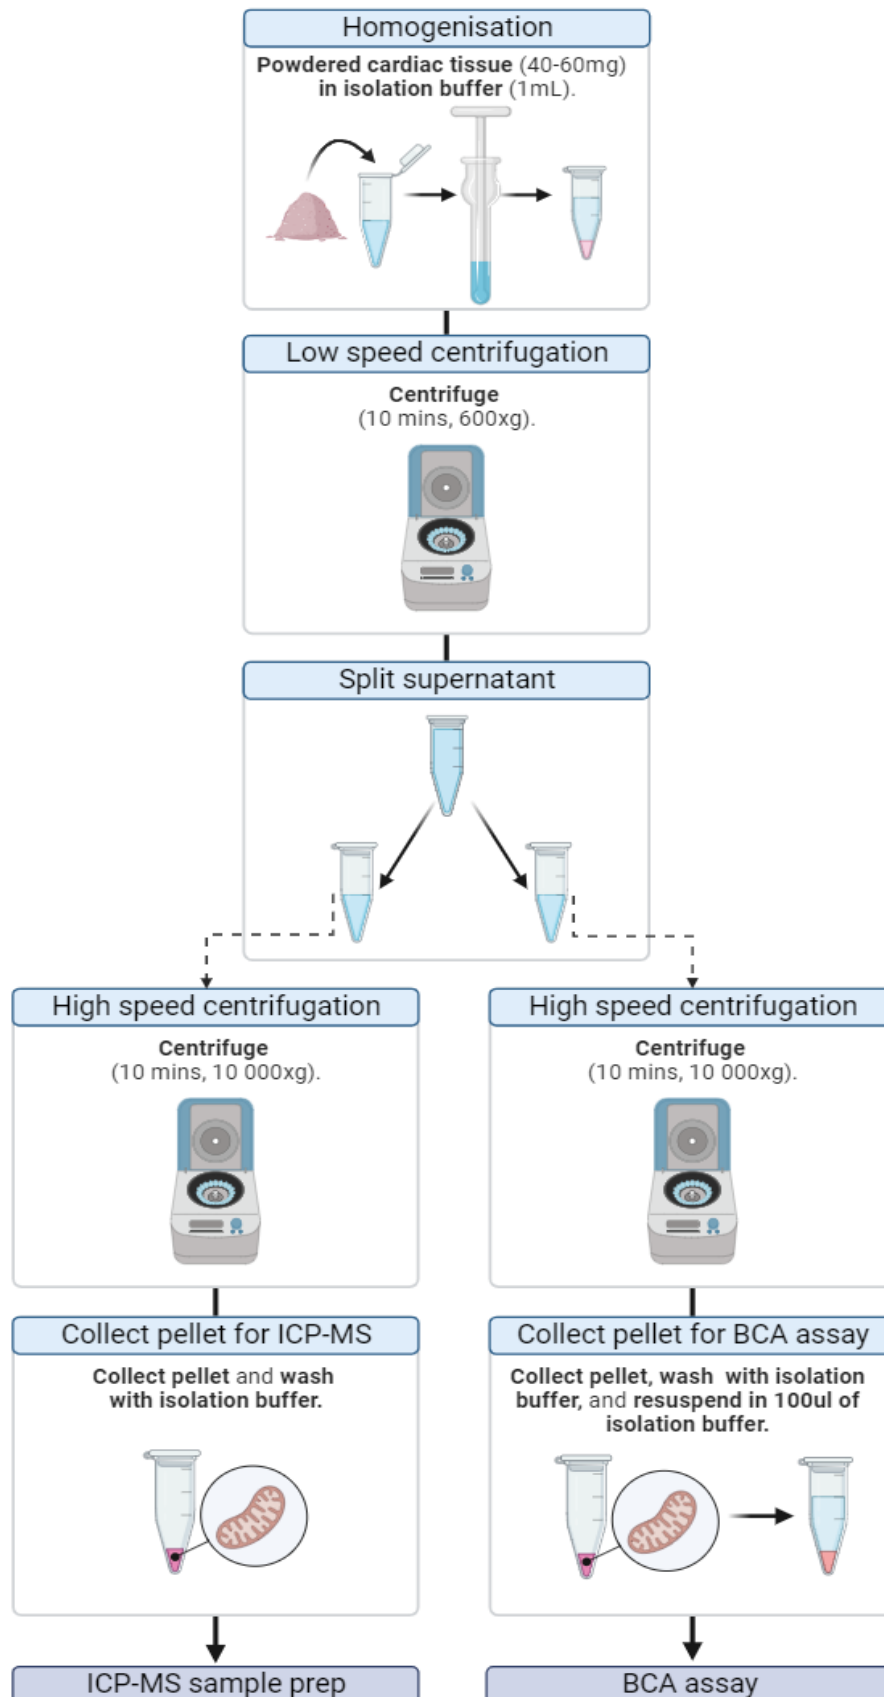 Homogenisation
Powdered cardiac tissue (40-60mg)
in isolation buffer (1mL).
Low speed centrifugation
Centrifuge
(10 mins, 600xg).
Split supernatant
High speed centrifugation
Centrifuge
(10 mins, 10 000xg).
High speed centrifugation
Centrifuge
(10 mins, 10 000xg).
Collect pellet for ICP-MS
Collect pellet and wash
with isolation buffer.
Collect pellet for BCA assay
Collect pellet, wash with isolation
buffer, and resuspend in 100ul of
isolation buffer.
ICP-MS sample prep
BCA assay